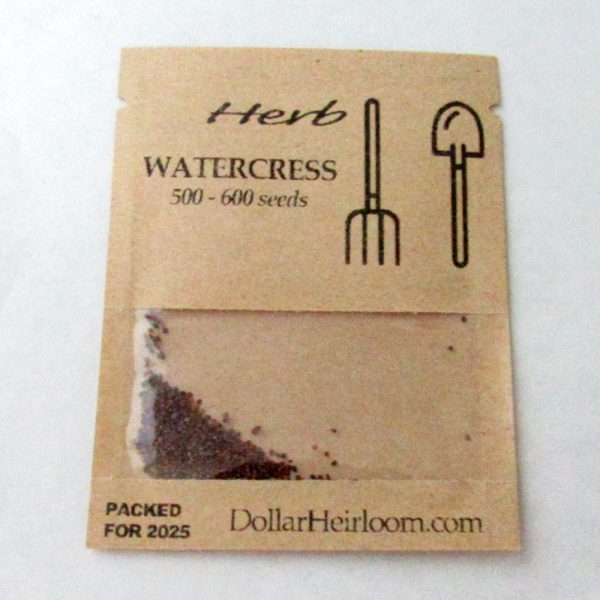 Herb
WATERCRESS
500 - 600 seeds
PACKED
FOR 2025
DollarHeirloom.com